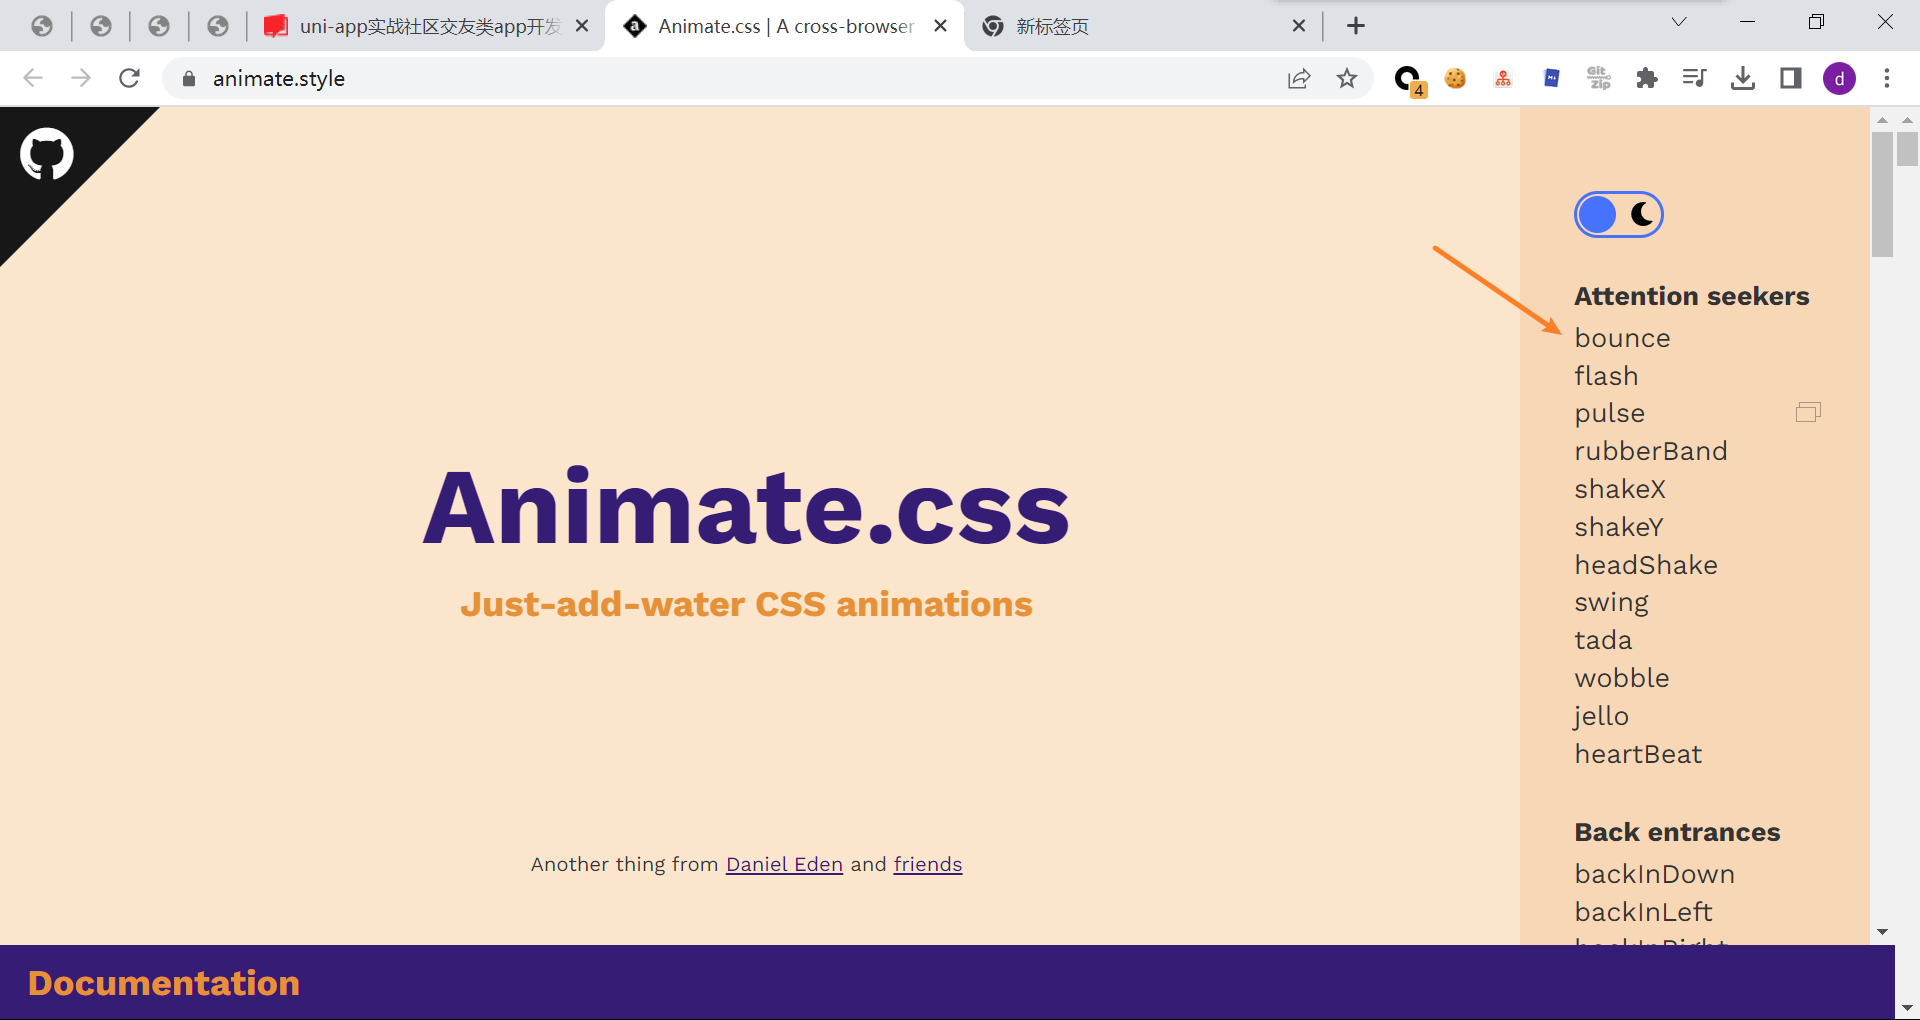 uni-app实战社区交友类app开发
Animate.css | A cross-browser
新标签页
animate.style
4
Git
Zip
d
Attention seekers
bounce
flash
pulse
rubberBand
shakeX
shakeY
headShake
swing
tada
wobble
jello
heartBeat
Back entrances
backInDown
backInLeft
backInRight
Animate.css
Just-add-water CSS animations
Another thing from Daniel Eden and friends
Documentation